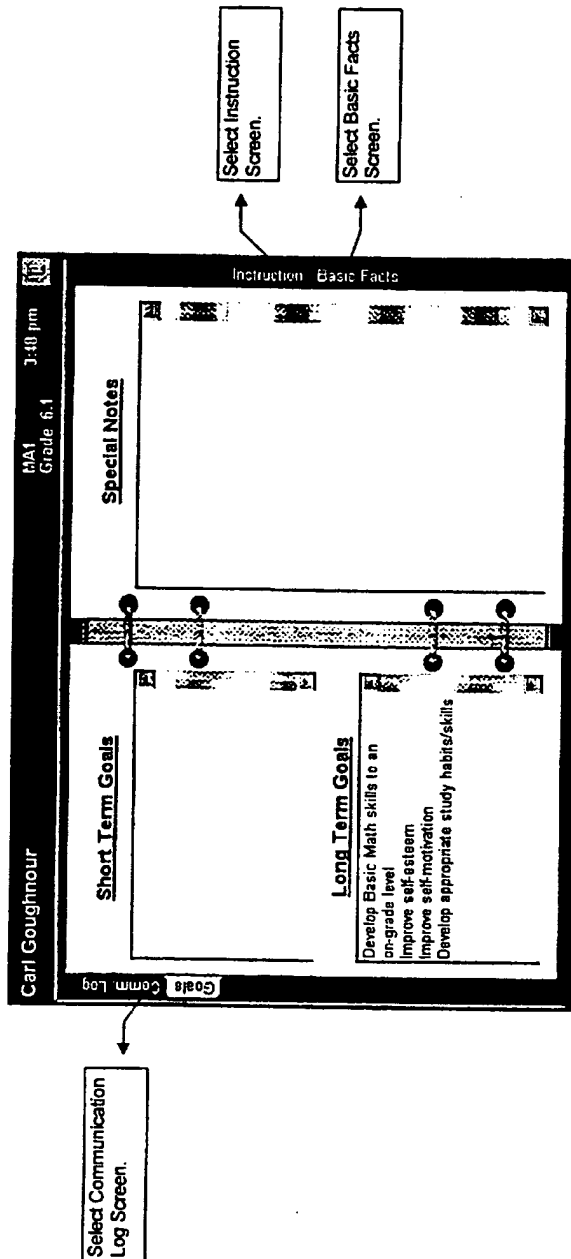 Carl Goughnour
MA1
Grade 6.1
3:48 pm
Comm. Log
Goals
Short Term Goals
Long Term Goals
Develop Basic Math skills to an
on-grade level
Improve self-esteem
Improve self-motivation
Develop appropriate study habits/skills
Special Notes
Instruction
Basic Facts
Select Communication
Log Screen.
Select Instruction
Screen.
Select Basic Facts
Screen.